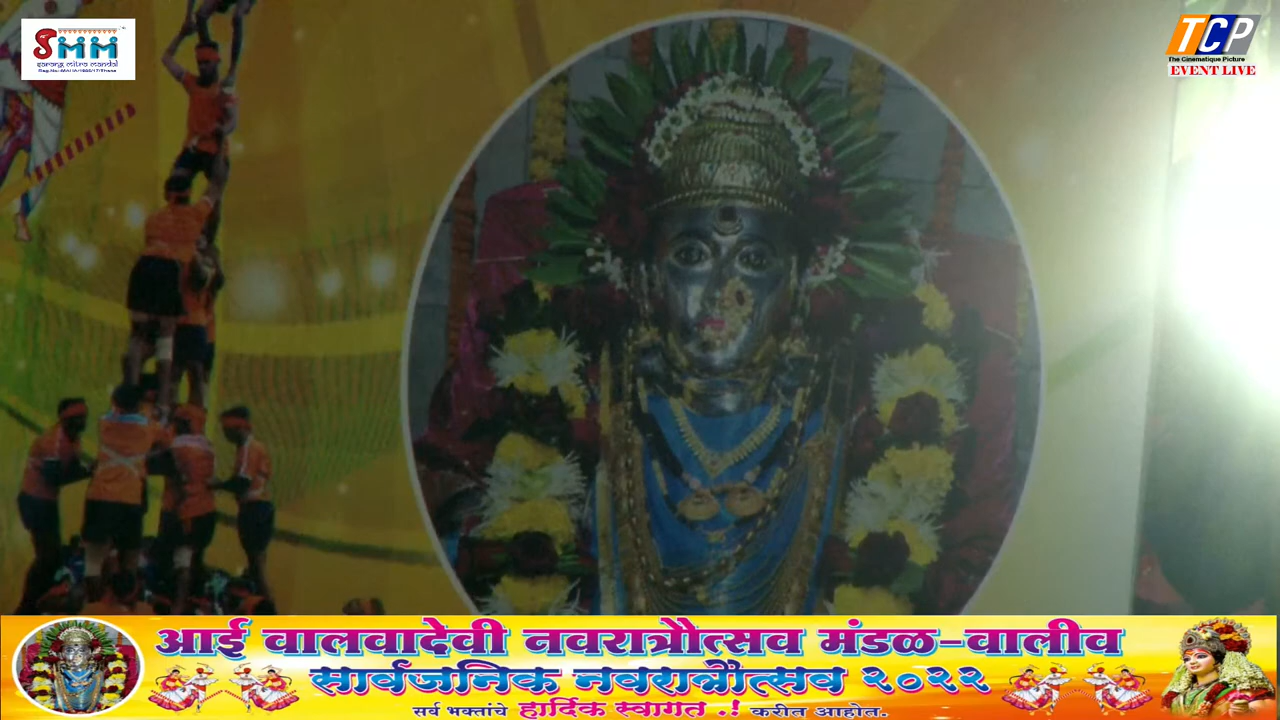 SMM
sarang mitra mandal
TCP
The Cinematique Picture
EVENT LIVE
आई वालवादेवी नवरात्रौत्सव मंडळ-वालीव
सार्वजनिक नवरात्रौत्सव २०२२
सर्व भक्तांचे हार्दिक स्वागत .! करीत आहोत.